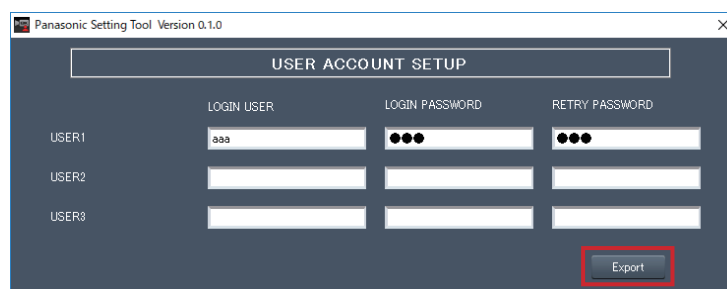 Panasonic Setting Tool Version 0.1.0
USER ACCOUNT SETUP
LOGIN USER LOGIN PASSWORD RETRY PASSWORD
USER1 aaa ●●● ●●●
USER2
USER3
Export